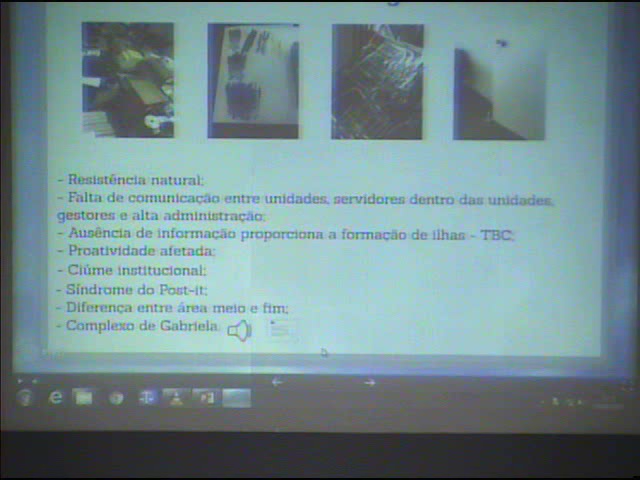 - Resistência natural;
- Falta de comunicação entre unidades, servidores dentro das unidades,
gestores e alta administração;
- Ausência de informação proporciona a formação de ilhas - TBC;
- Proatividade afetada;
- Ciúme institucional;
- Síndrome do Post-it;
- Diferença entre área meio e fim;
- Complexo de Gabriela.